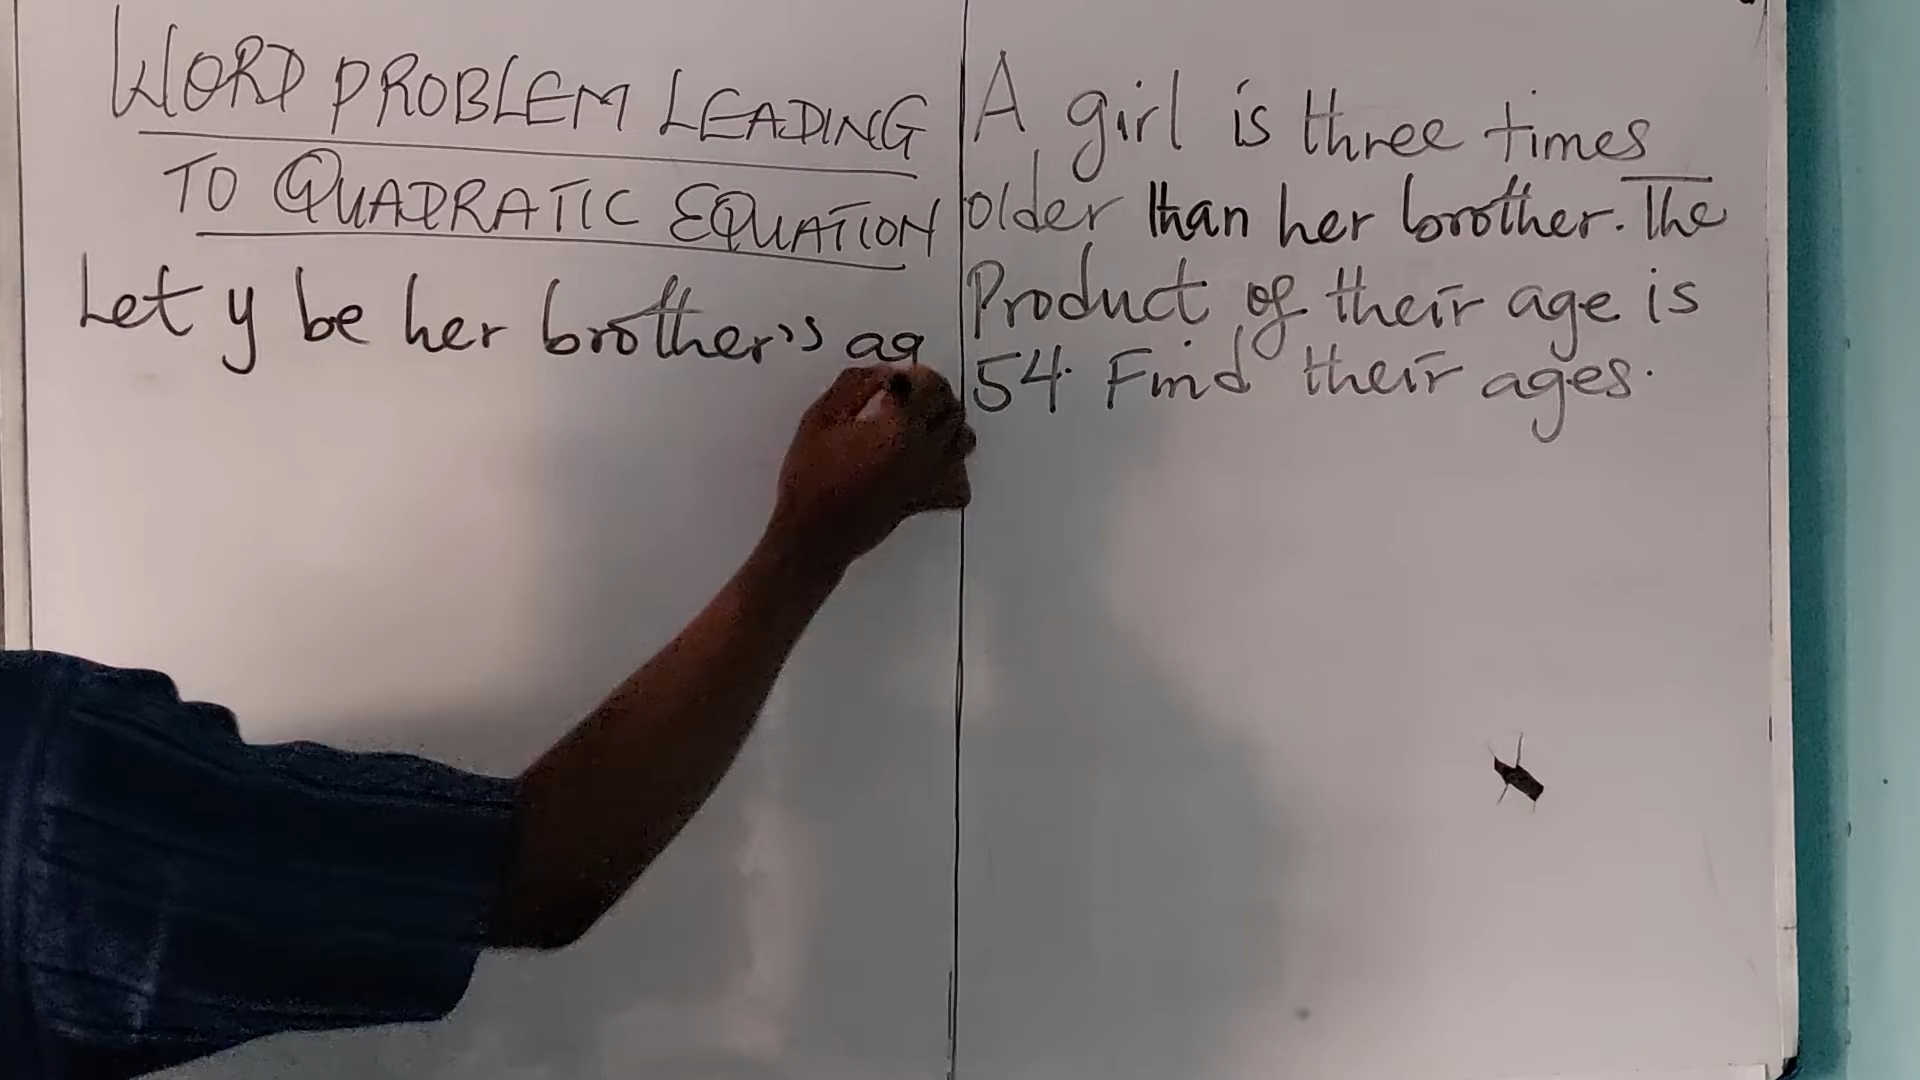 WORD PROBLEM LEADING
TO QUADRATIC EQUATION
Let y be her brother's ag
A girl is three times
older than her brother. The
Product of their age is
54. Find their ages.